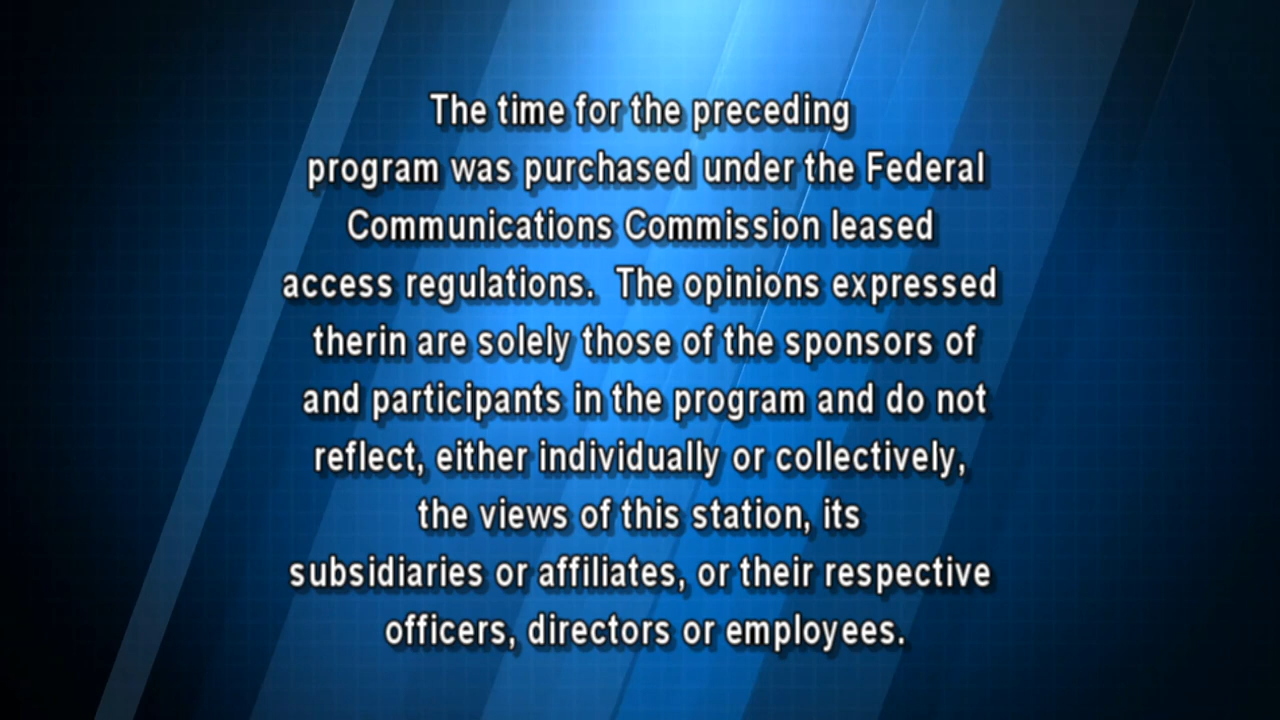 The time for the preceding
program was purchased under the Federal
Communications Commission leased
access regulations.  The opinions expressed
therin are solely those of the sponsors of
and participants in the program and do not
reflect, either individually or collectively,
the views of this station, its
subsidiaries or affiliates, or their respective
officers, directors or employees.